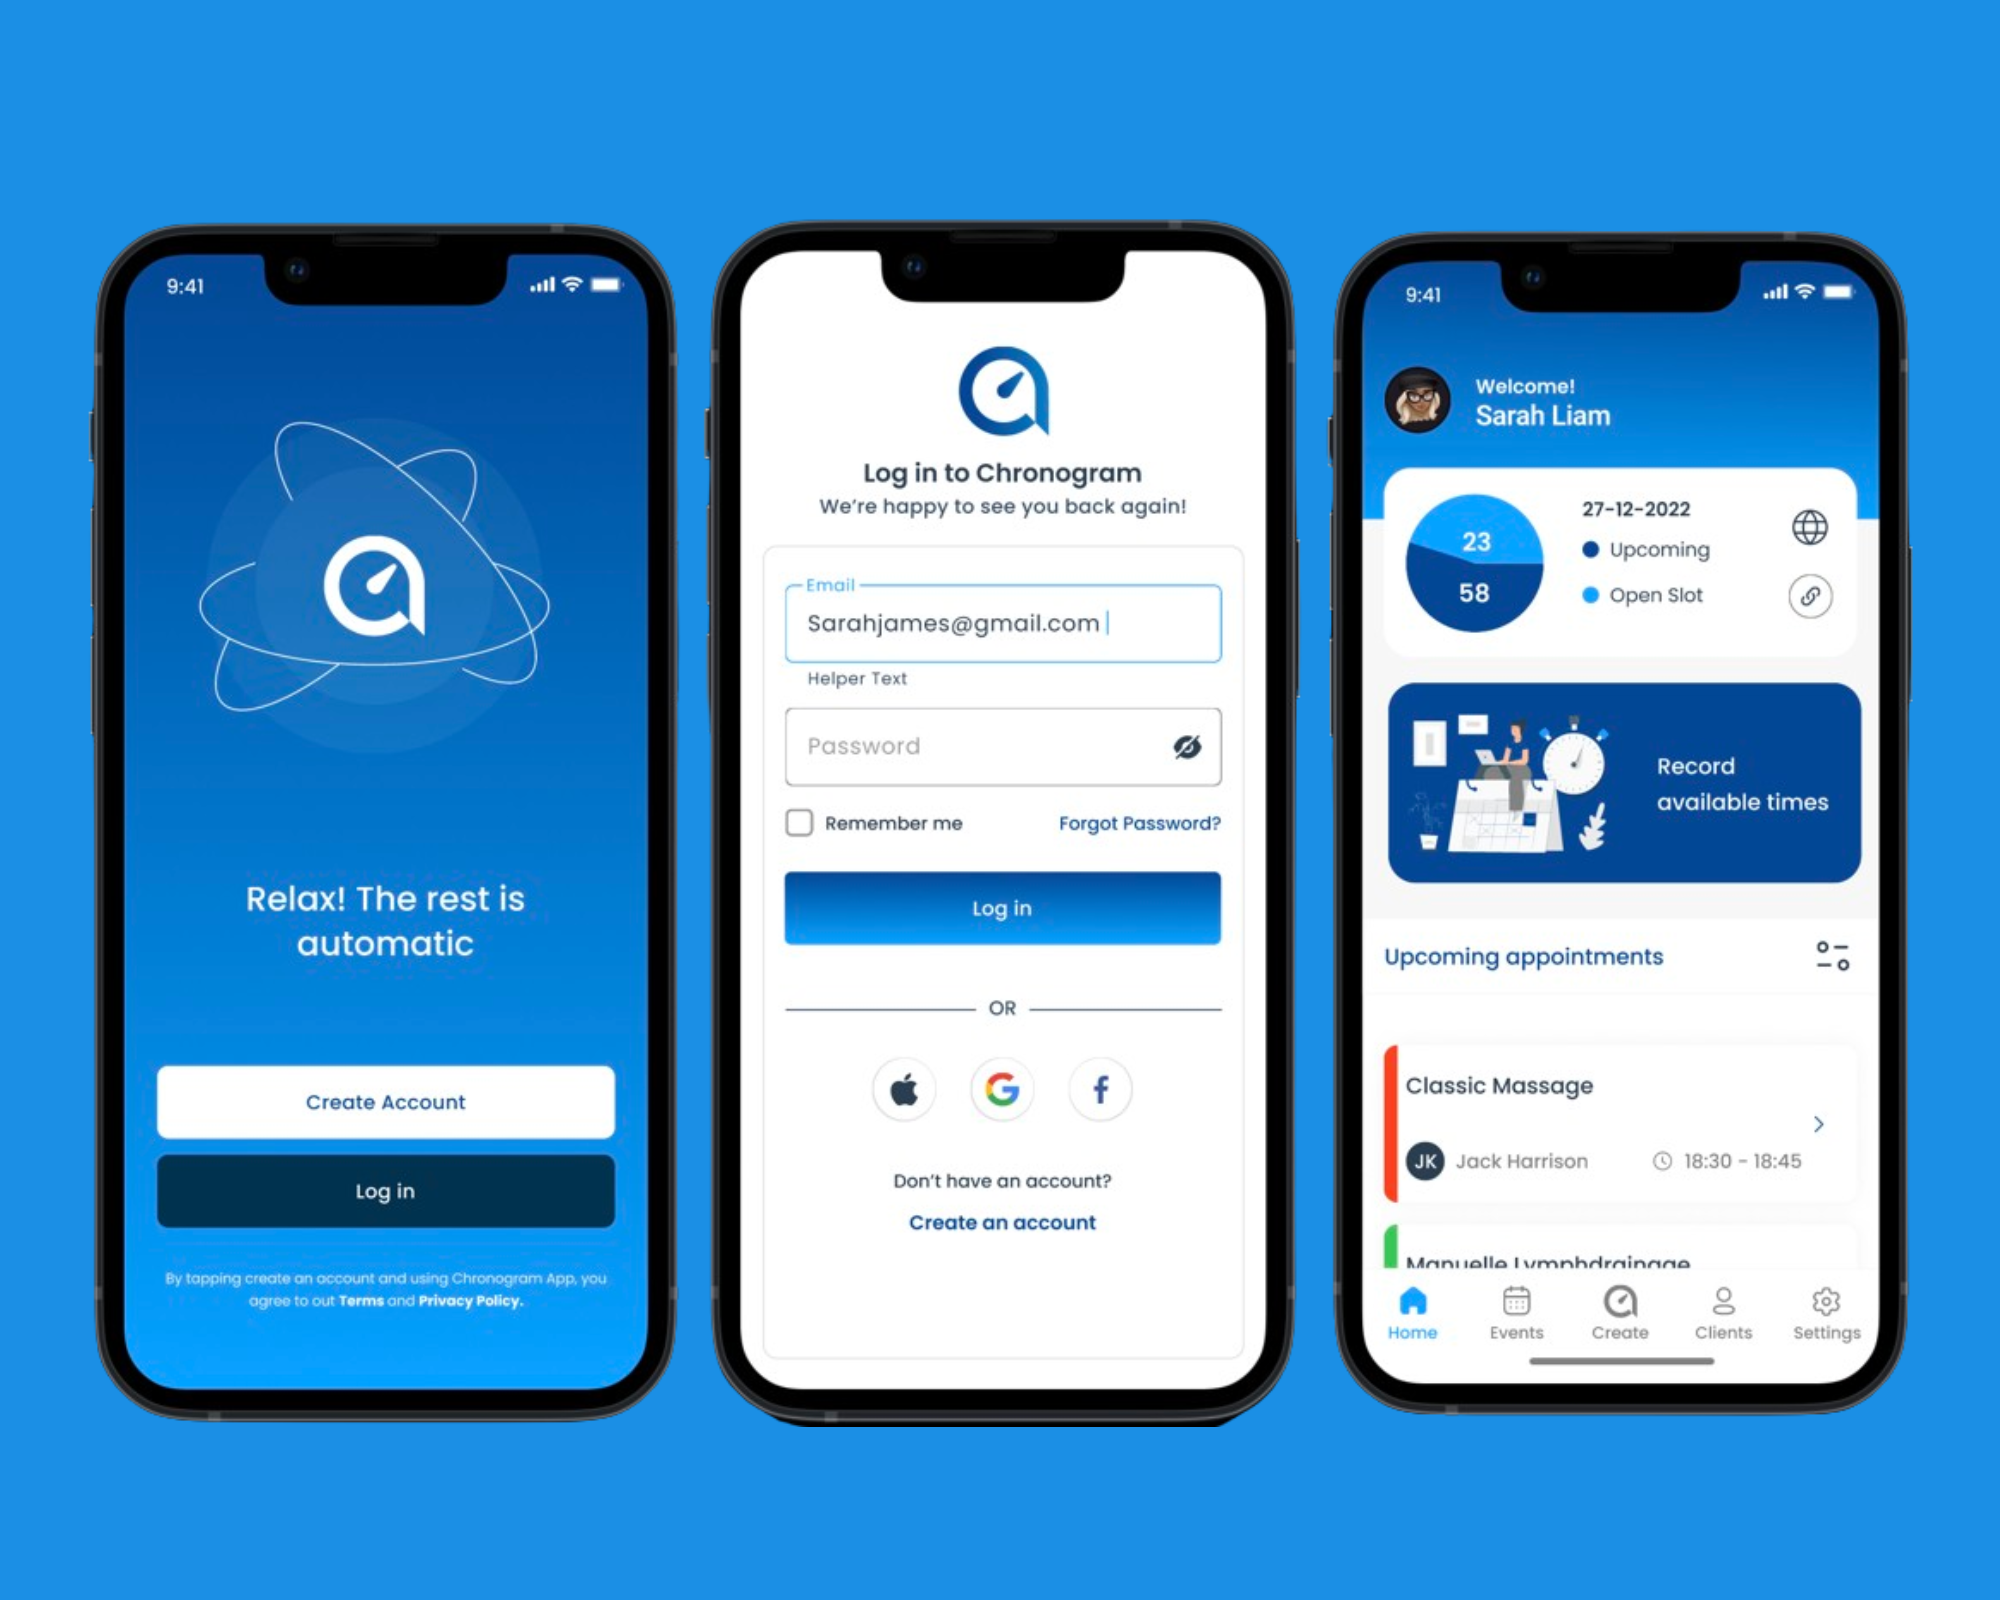 9:41
Relax! The rest is
automatic
Create Account
Log in
By tapping create an account and using Chronogram App, you
agree to out Terms and Privacy Policy.
Log in to Chronogram
We're happy to see you back again!
Email
Sarahjames@gmail.com
Helper Text
Password
Remember me
Forgot Password?
Log in
OR
Don't have an account?
Create an account
9:41
Welcome!
Sarah Liam
23
58
27-12-2022
Upcoming
Open Slot
Record
available times
Upcoming appointments
Classic Massage
JK Jack Harrison 18:30 - 18:45
Manuelle Lymphdrainage
Home Events Create Clients Settings